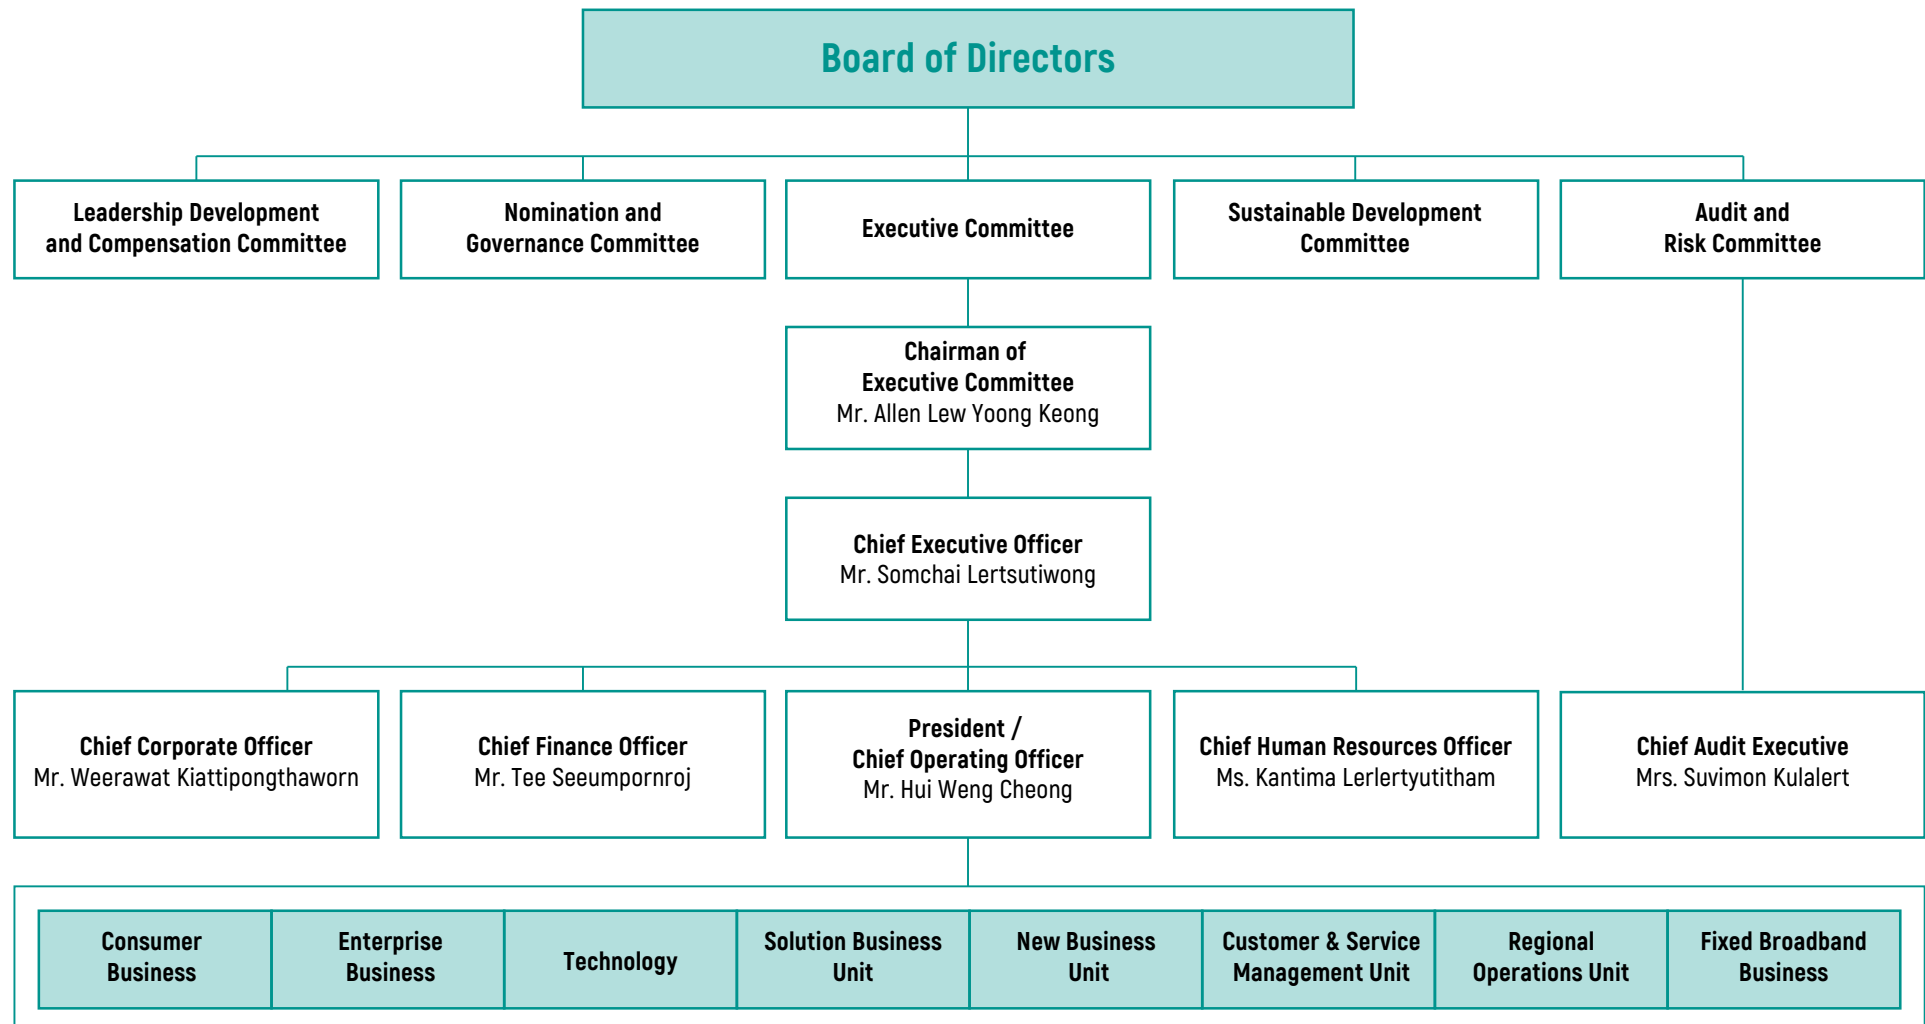 Board of Directors
Leadership Development
and Compensation Committee
Nomination and
Governance Committee
Executive Committee
Sustainable Development
Committee
Audit and
Risk Committee
Chairman of
Executive Committee
Mr. Allen Lew Yoong Keong
Chief Executive Officer
Mr. Somchai Lertsutiwong
Chief Corporate Officer
Mr. Weerawat Kiattipongthaworn
Chief Finance Officer
Mr. Tee Seeumpornroj
President /
Chief Operating Officer
Mr. Hui Weng Cheong
Chief Human Resources Officer
Ms. Kantima Lerlertyutitham
Chief Audit Executive
Mrs. Suvimon Kulalert
Consumer
Business
Enterprise
Business
Technology
Solution Business
Unit
New Business
Unit
Customer & Service
Management Unit
Regional
Operations Unit
Fixed Broadband
Business